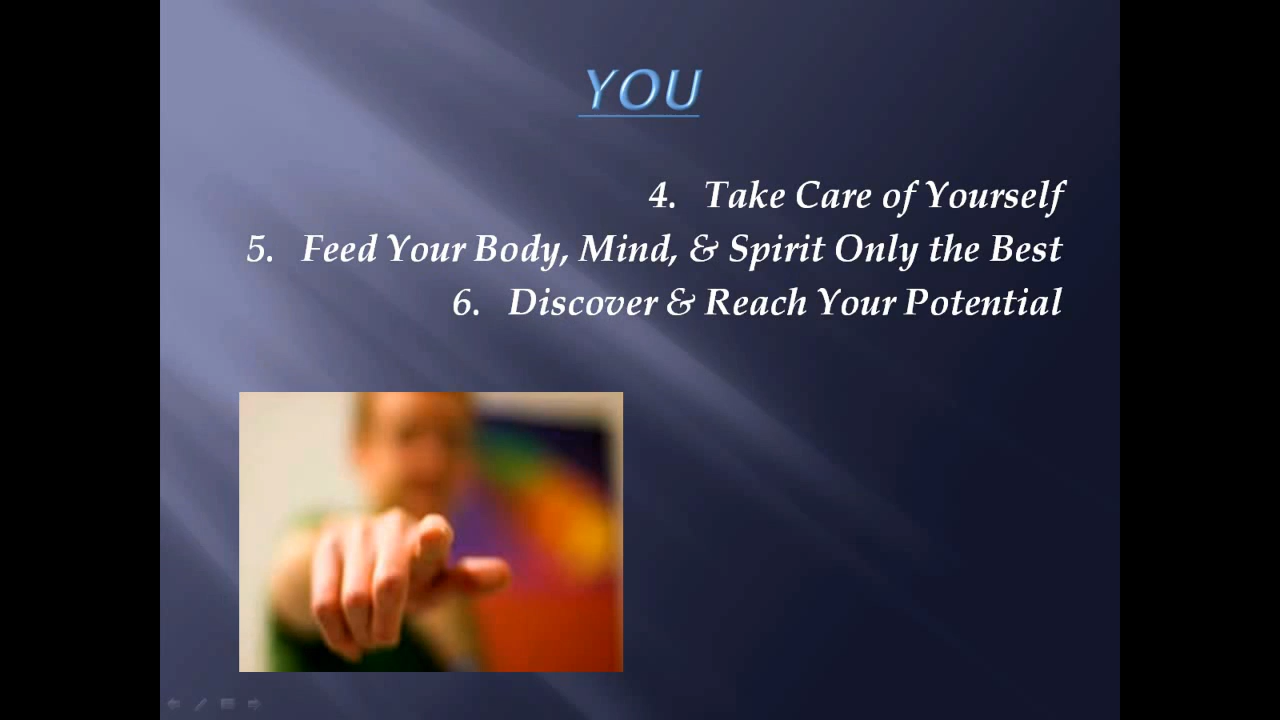 YOU
4. Take Care of Yourself
5. Feed Your Body, Mind, & Spirit Only the Best
6. Discover & Reach Your Potential